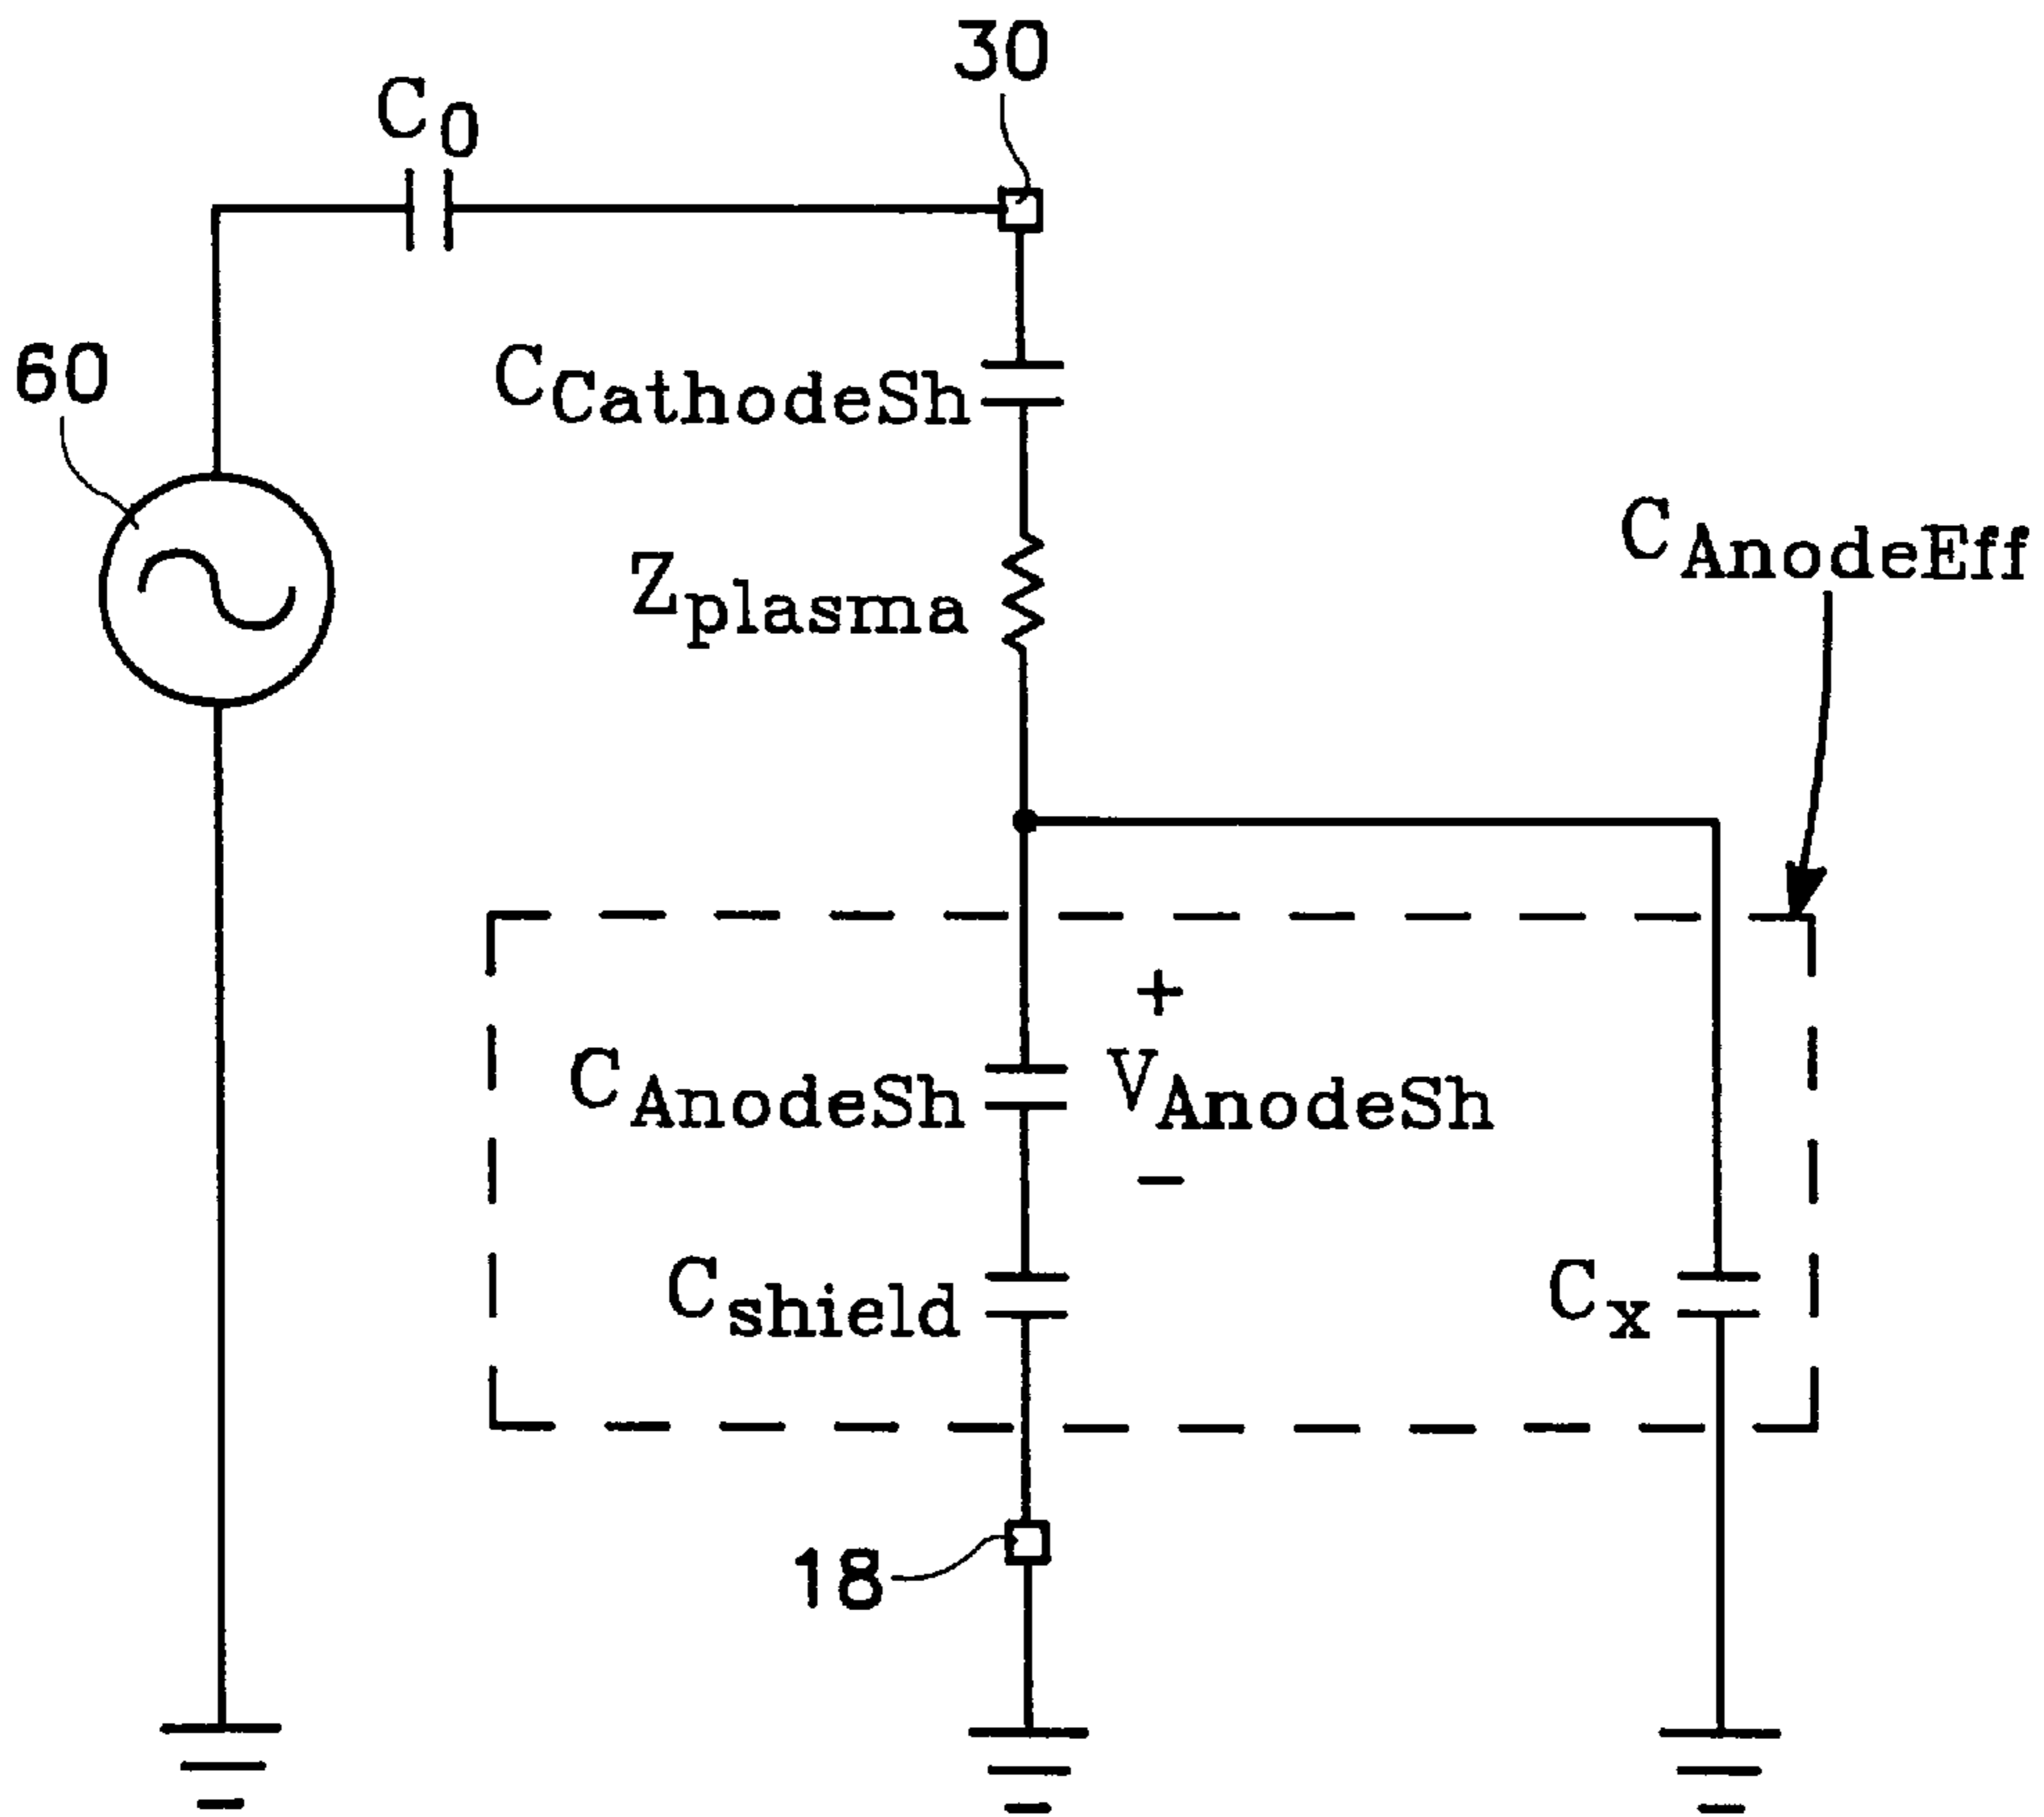 30
C0
60
CCathodeSh
Zplasma
CAnodeEff
+
CAnodeSh
VAnodeSh
−
Cshield
Cx
18